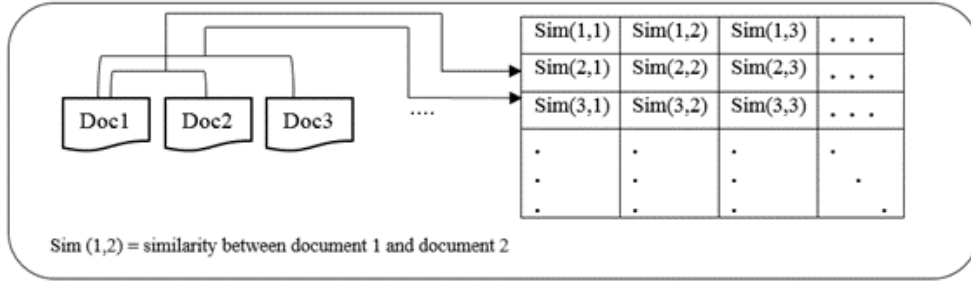 Sim(1,1) Sim(1,2) Sim(1,3) . . .
Sim(2,1) Sim(2,2) Sim(2,3) . . .
Sim(3,1) Sim(3,2) Sim(3,3) . . .
. . . .
. . . .
. . . .
Doc1 Doc2 Doc3 ....
Sim (1,2) = similarity between document 1 and document 2